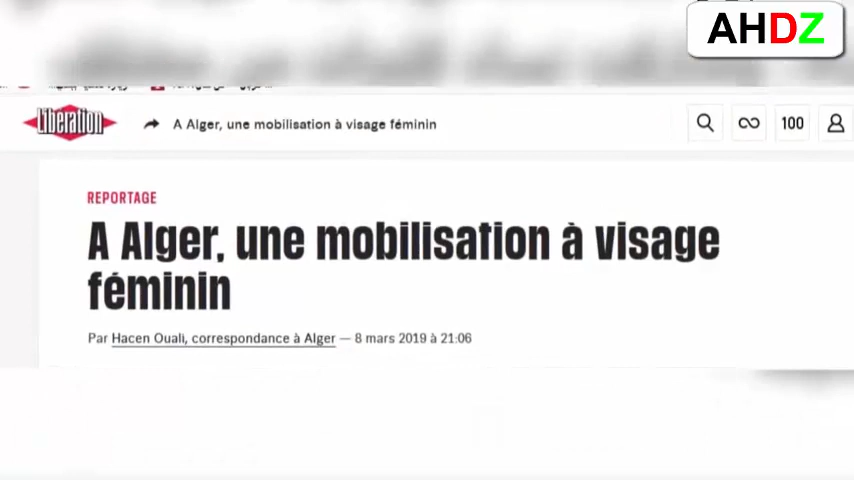 AHDZ
Libération
A Alger, une mobilisation à visage féminin
100
REPORTAGE
A Alger, une mobilisation à visage
féminin
Par Hacen Ouali, correspondance à Alger — 8 mars 2019 à 21:06